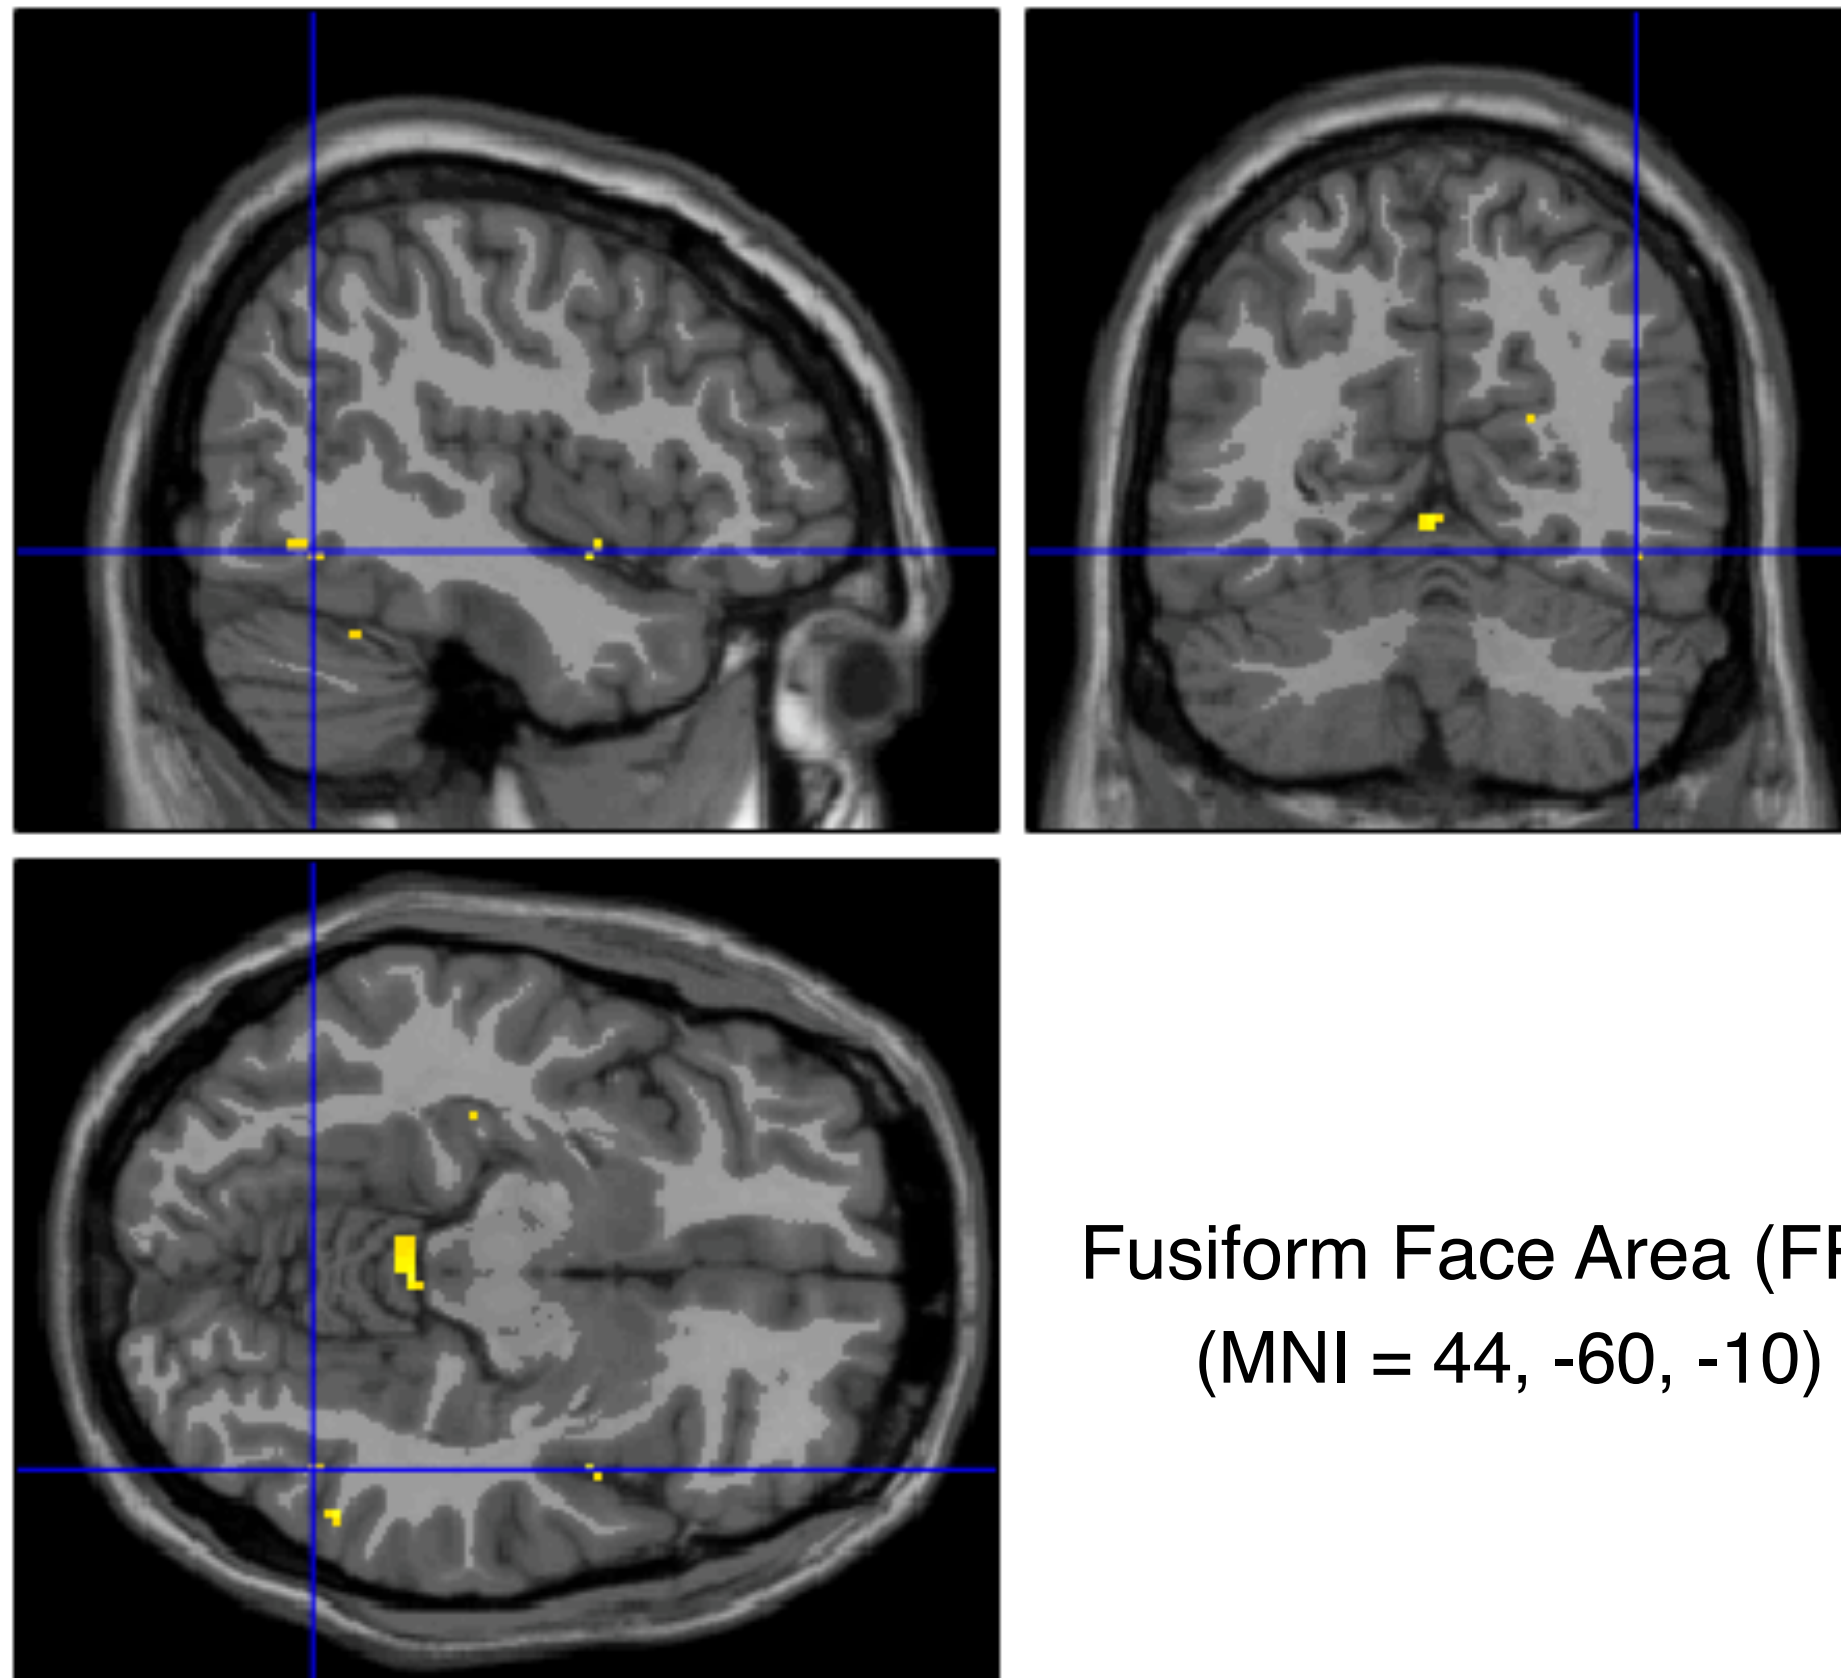 Fusiform Face Area (FF
(MNI = 44, -60, -10)